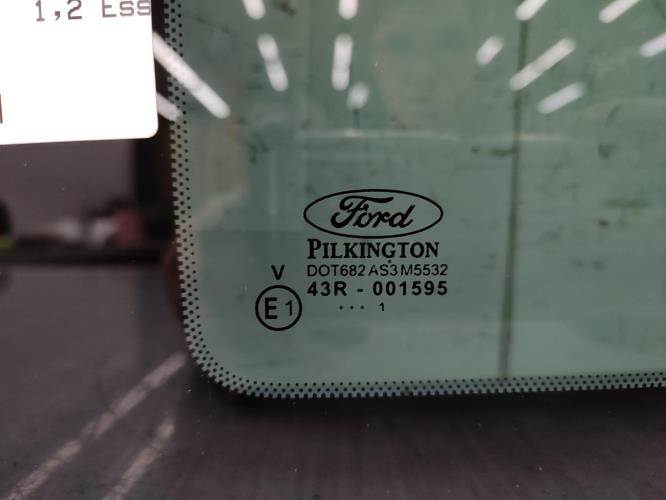 1,2 Ess
Ford
PILKINGTON
DOT682 AS3 M5532
V
43R - 001595
E1
... 1